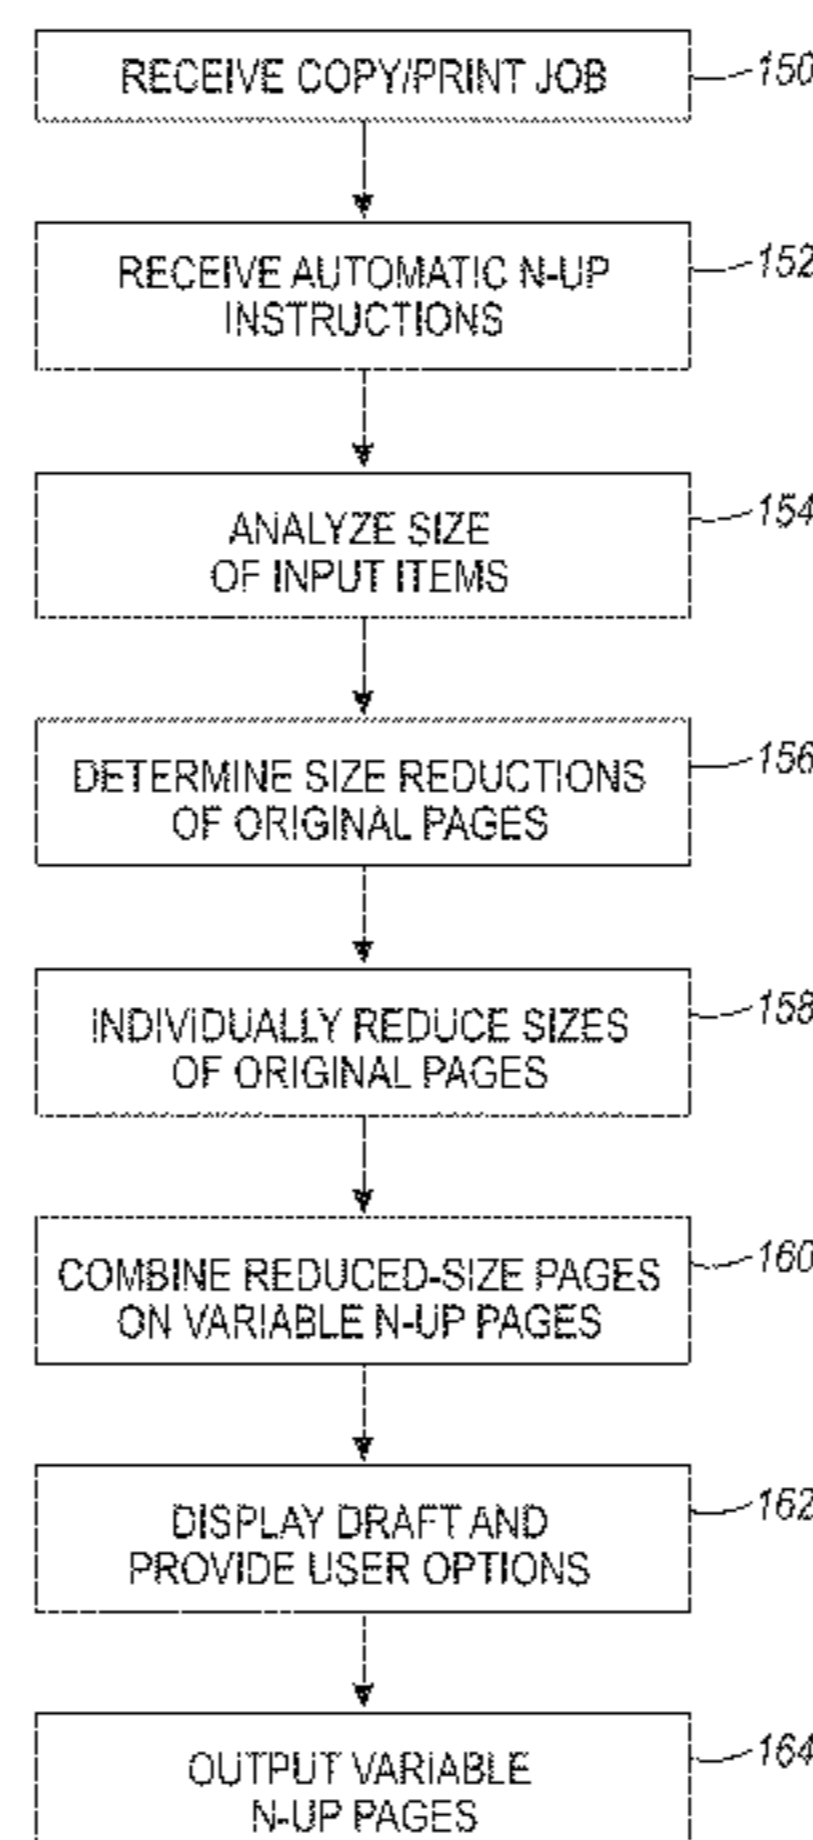 RECEIVE COPY/PRINT JOB
150
RECEIVE AUTOMATIC N-UP
INSTRUCTIONS
152
ANALYZE SIZE
OF INPUT ITEMS
154
DETERMINE SIZE REDUCTIONS
OF ORIGINAL PAGES
156
INDIVIDUALLY REDUCE SIZES
OF ORIGINAL PAGES
158
COMBINE REDUCED-SIZE PAGES
ON VARIABLE N-UP PAGES
160
DISPLAY DRAFT AND
PROVIDE USER OPTIONS
162
OUTPUT VARIABLE
N-UP PAGES
164